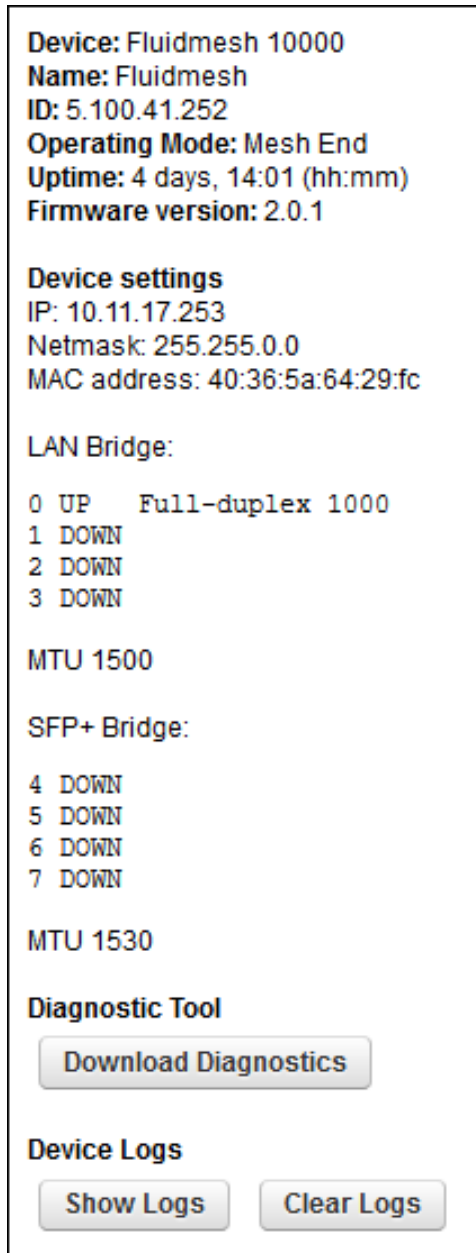 Device: Fluidmesh 10000
Name: Fluidmesh
ID: 5.100.41.252
Operating Mode: Mesh End
Uptime: 4 days, 14:01 (hh:mm)
Firmware version: 2.0.1
Device settings
IP: 10.11.17.253
Netmask: 255.255.0.0
MAC address: 40:36:5a:64:29:fc
LAN Bridge:
0 UP   Full-duplex 1000
1 DOWN
2 DOWN
3 DOWN
MTU 1500
SFP+ Bridge:
4 DOWN
5 DOWN
6 DOWN
7 DOWN
MTU 1530
Diagnostic Tool
Download Diagnostics
Device Logs
Show Logs Clear Logs